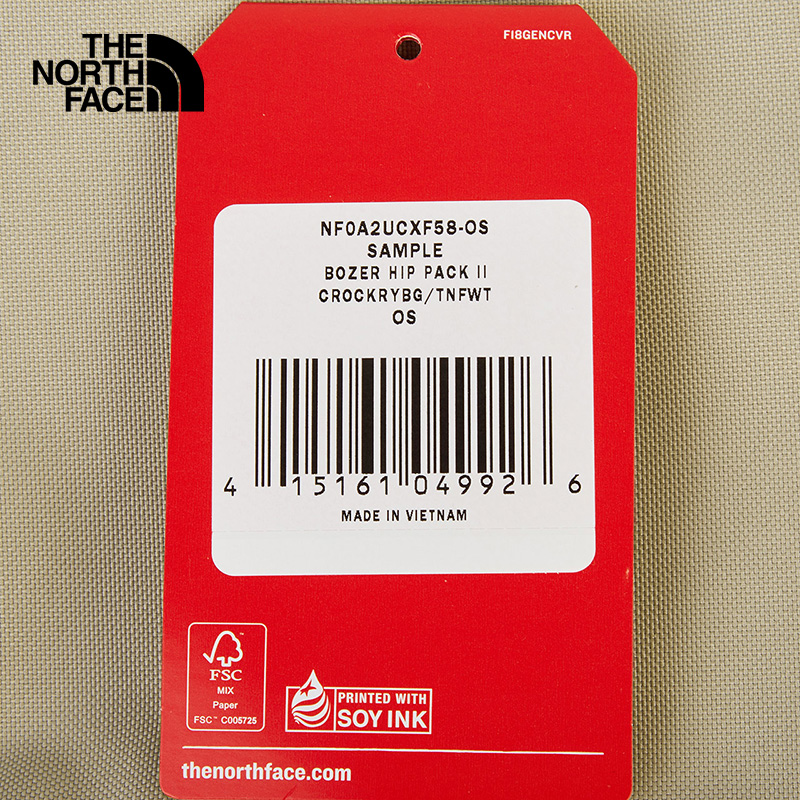 THE
NORTH
FACE
FI8GENCVR
NF0A2UCXF58-OS
SAMPLE
BOZER HIP PACK II
CROCKRYBG/TNFWT
OS
4 15161 04992 6
MADE IN VIETNAM
FSC
MIX
Paper
FSC™ C005725
PRINTED WITH
SOY INK
thenorthface.com